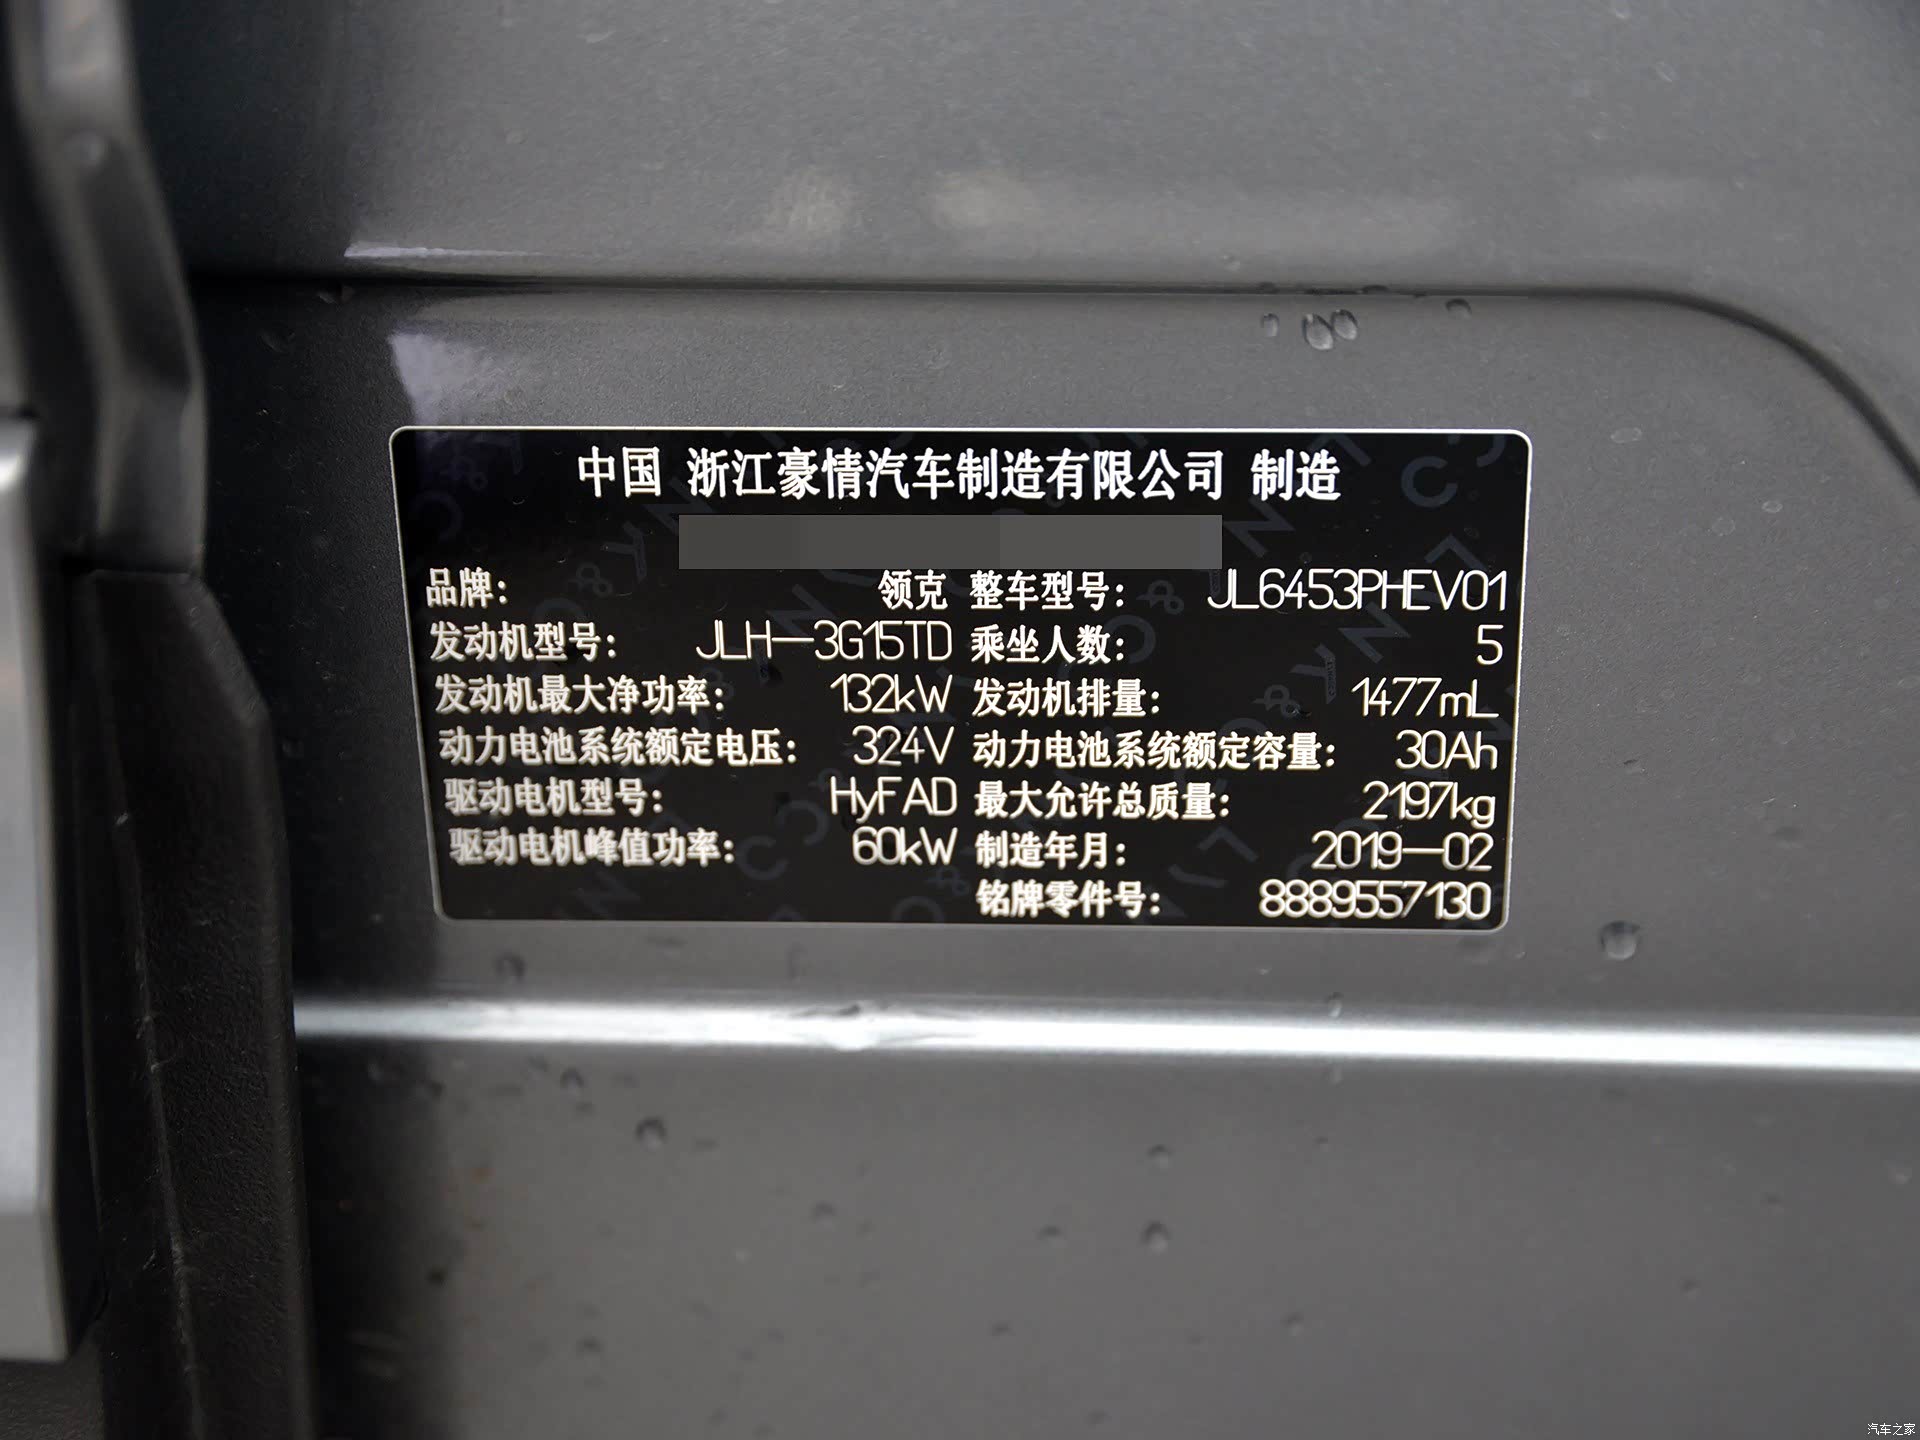 中国 浙江豪情汽车制造有限公司 制造
品牌: 领克 整车型号: JL6453PHEV01
发动机型号: JLH-3G15TD 乘坐人数: 5
发动机最大净功率: 132kW 发动机排量: 1477mL
动力电池系统额定电压: 324V 动力电池系统额定容量: 30Ah
驱动电机型号: HyFAD 最大允许总质量: 2197kg
驱动电机峰值功率: 60kW 制造年月: 2019-02
铭牌零件号: 8889557130
汽车之家